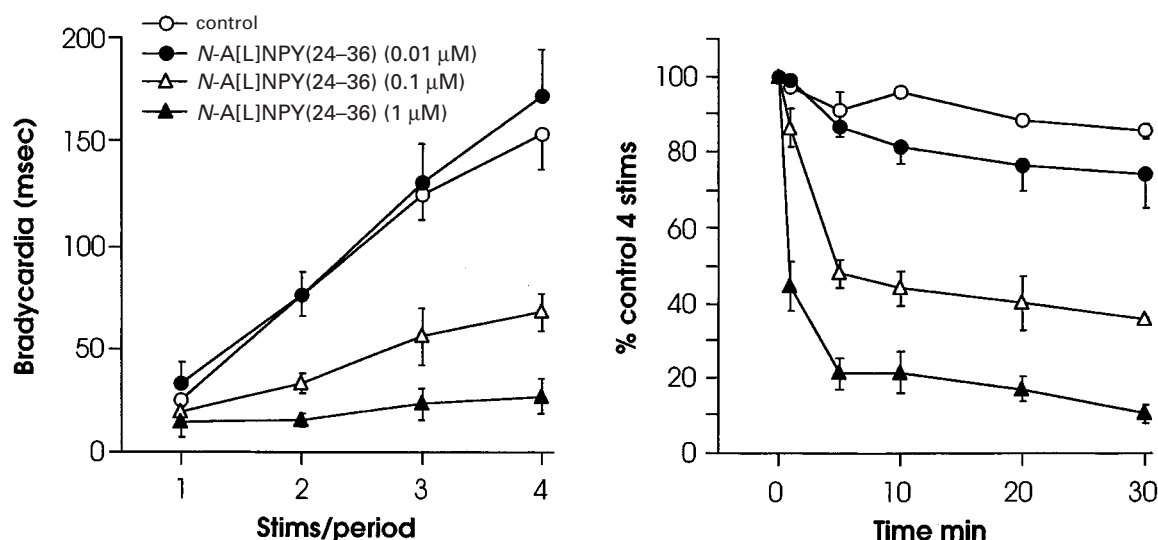 control
N-A[L]NPY(24–36) (0.01 μM)
N-A[L]NPY(24–36) (0.1 μM)
N-A[L]NPY(24–36) (1 μM)
Bradycardia (msec)
200
150
100
50
0
1 2 3 4
Stims/period
% control 4 stims
100
80
60
40
20
0
0 10 20 30
Time min